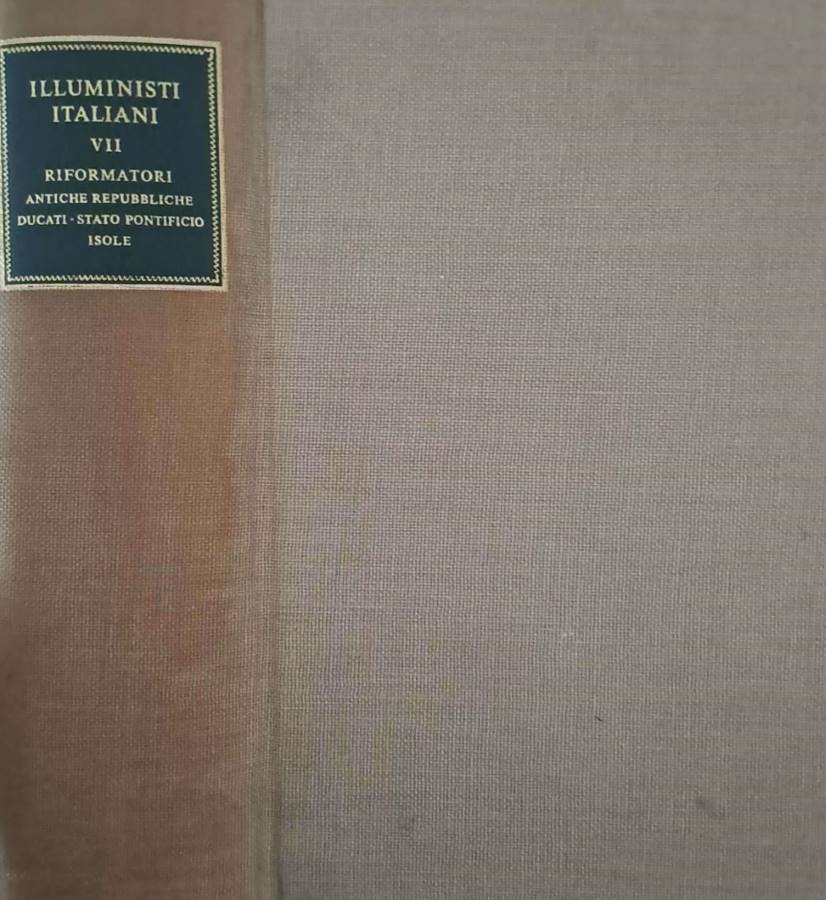 ILLUMINISTI
ITALIANI
VII
RIFORMATORI
ANTICHE REPUBBLICHE
DUCATI · STATO PONTIFICIO
ISOLE